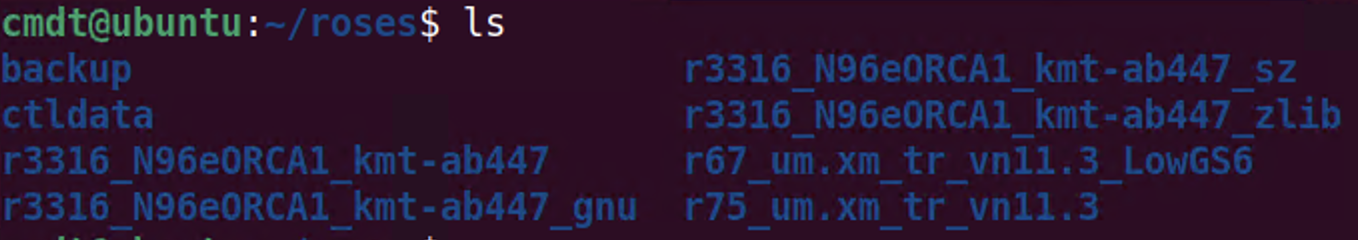 cmdt@ubuntu:~/roses$ ls
backup                       r3316_N96eORCA1_kmt-ab447_sz
ctldata                      r3316_N96eORCA1_kmt-ab447_zlib
r3316_N96eORCA1_kmt-ab447      r67_um.xm_tr_vn11.3_LowGS6
r3316_N96eORCA1_kmt-ab447_gnu  r75_um.xm_tr_vn11.3